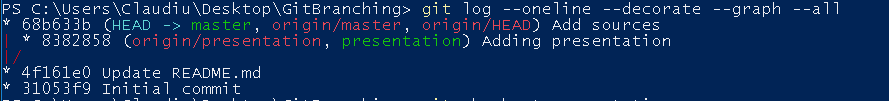 PS C:\Users\Claudiu\Desktop\GitBranching> git log --oneline --decorate --graph --all
* 68b633b (HEAD -> master, origin/master, origin/HEAD) Add sources
| * 8382858 (origin/presentation, presentation) Adding presentation
|/
* 4f161e0 Update README.md
* 31053f9 Initial commit